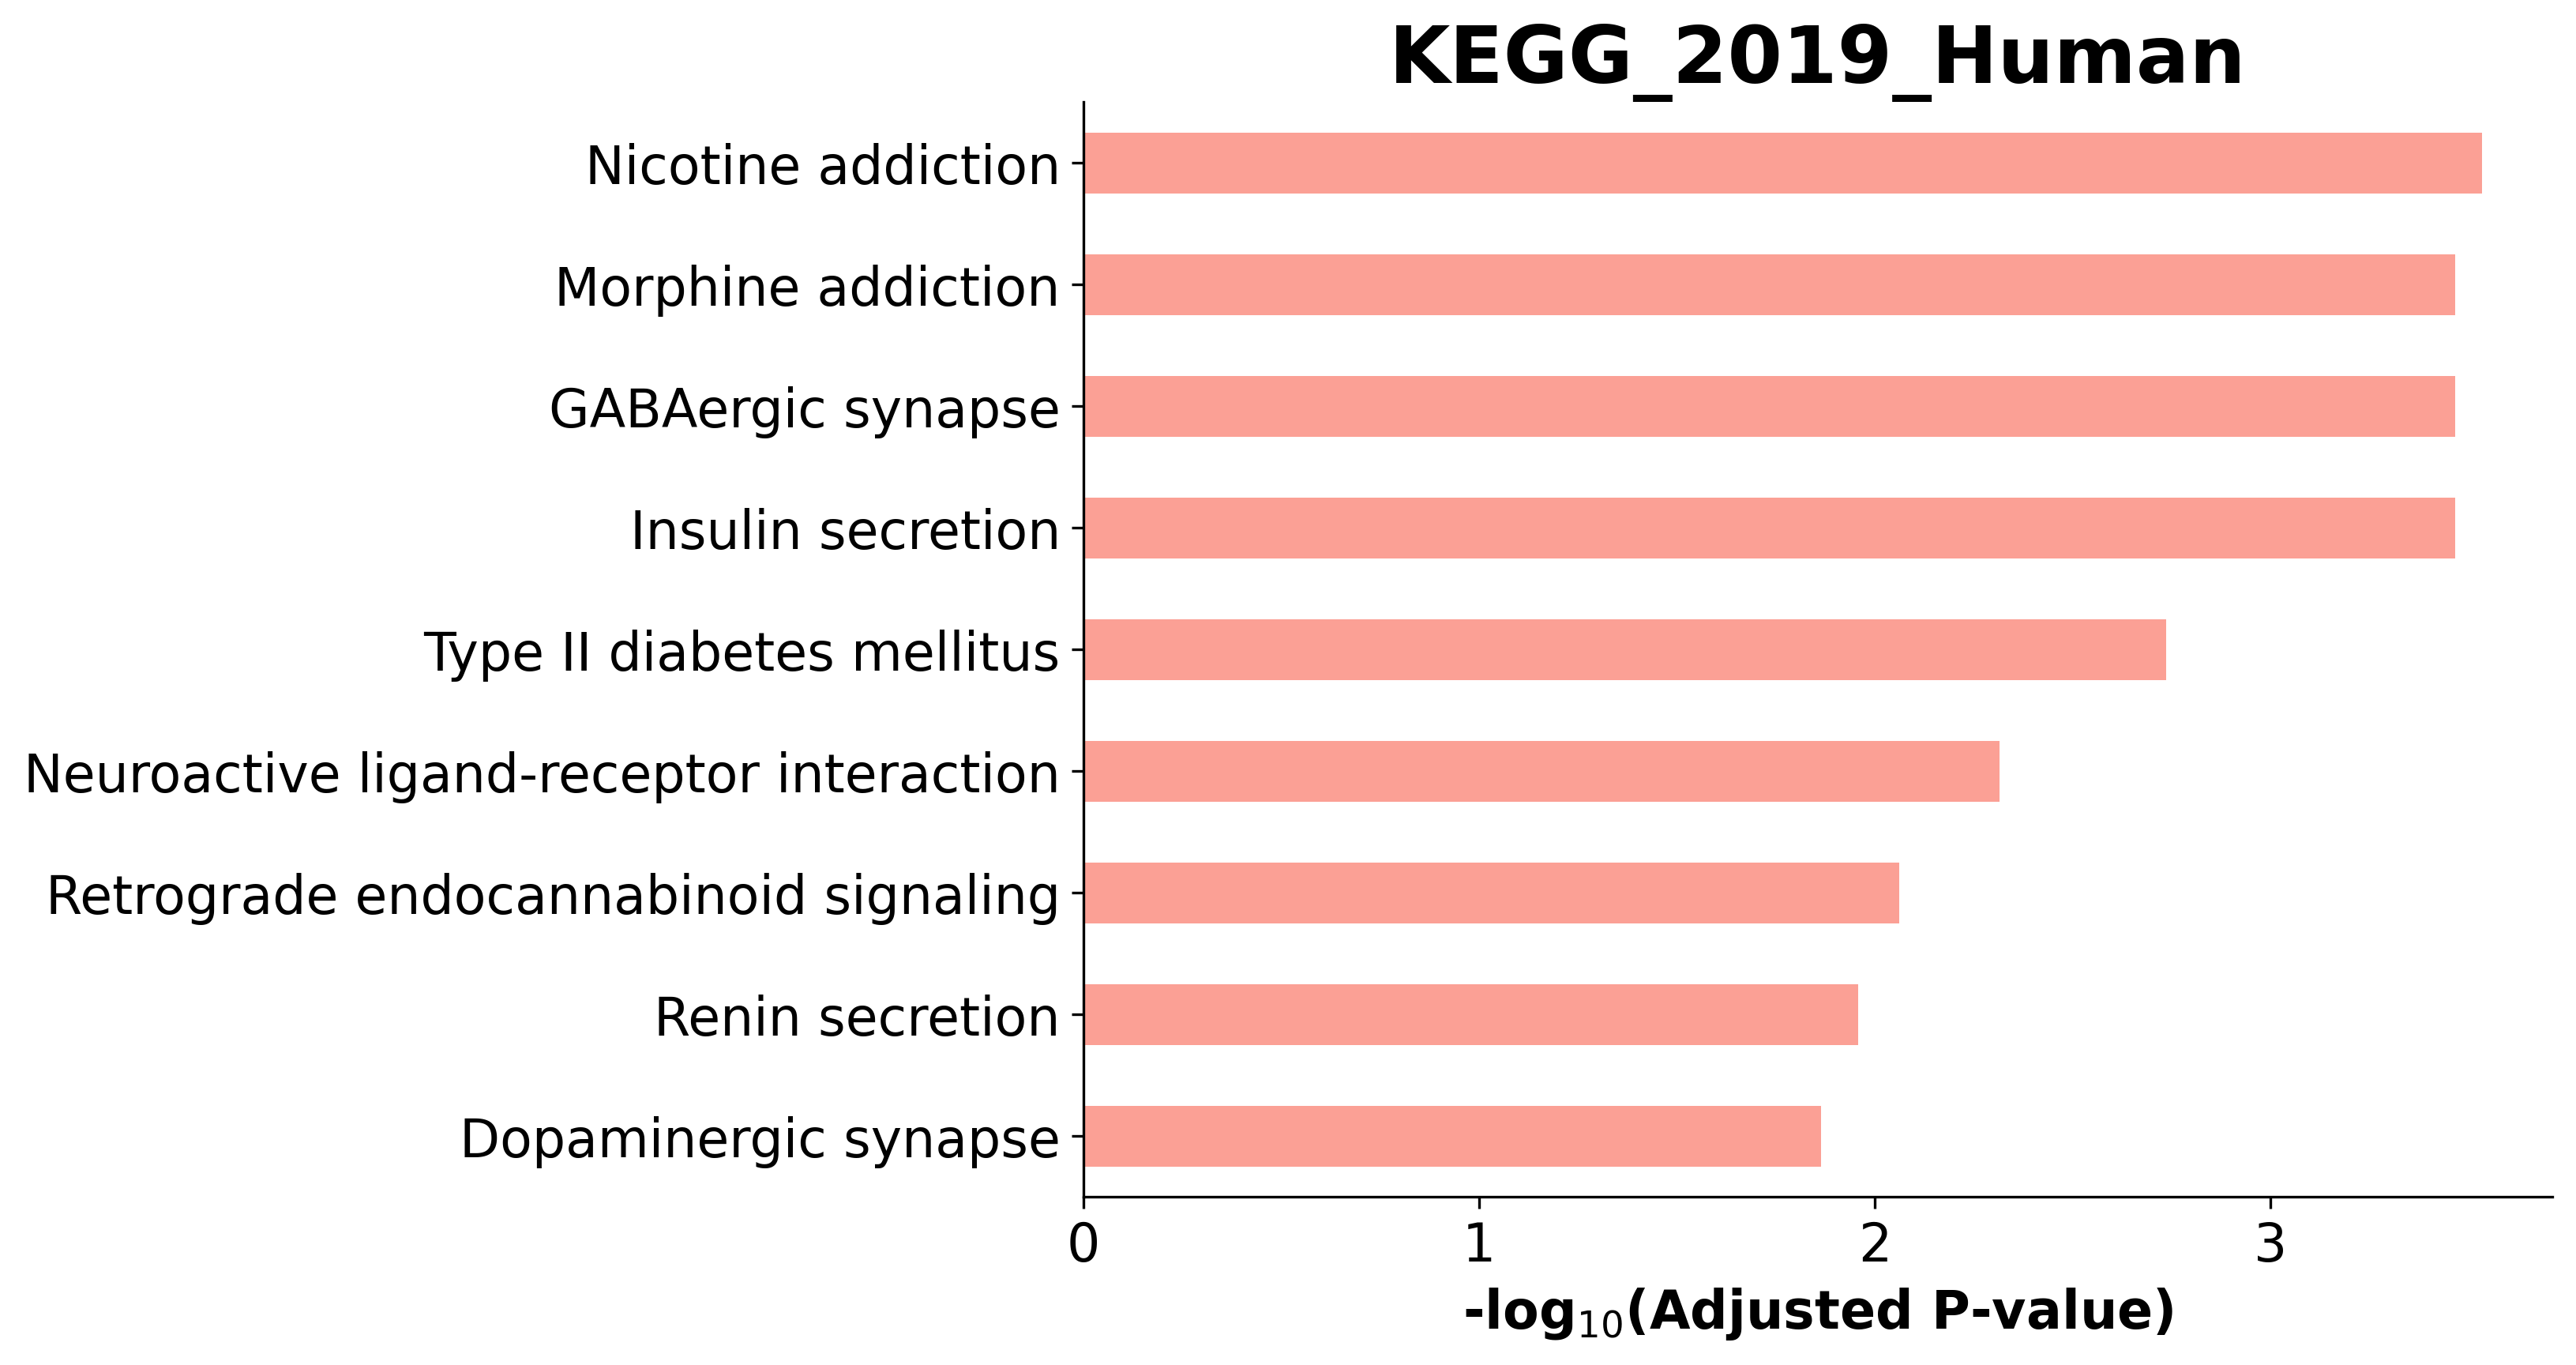 KEGG_2019_Human
Nicotine addiction
Morphine addiction
GABAergic synapse
Insulin secretion
Type II diabetes mellitus
Neuroactive ligand-receptor interaction
Retrograde endocannabinoid signaling
Renin secretion
Dopaminergic synapse
0 1 2 3
-log₁₀(Adjusted P-value)